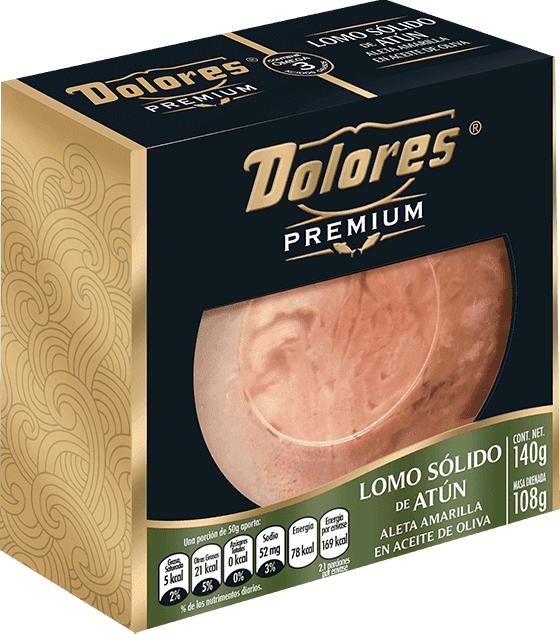 Dolores®
PREMIUM
CONTIENE
OMEGA
3
LOMO SÓLIDO
DE ATÚN
ALETA AMARILLA
EN ACEITE DE OLIVA
Dolores®
PREMIUM
LOMO SÓLIDO
DE ATÚN
ALETA AMARILLA
EN ACEITE DE OLIVA
CONT. NET.
140g
MASA DRENADA
108g
Una porción de 50g aporta:
Grasa Saturada 5 kcal 2%
Otras Grasas 21 kcal 5%
Azúcares Totales 0 kcal 0%
Sodio 52 mg 3%
Energía 78 kcal
Energía por envase 169 kcal
% de los nutrimentos diarios.
2.1 porciones
por envase